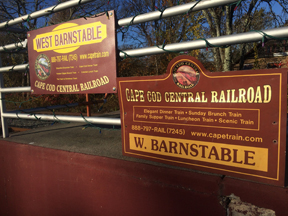 WEST BARNSTABLE
888-797-RAIL (7245) • www.capetrain.com
CAPE COD CENTRAL RAILROAD
CAPE COD CENTRAL RAILROAD
Elegant Dinner Train • Sunday Brunch Train
Family Supper Train • Luncheon Train • Scenic Train
888-797-RAIL (7245) www.capetrain.com
W. BARNSTABLE